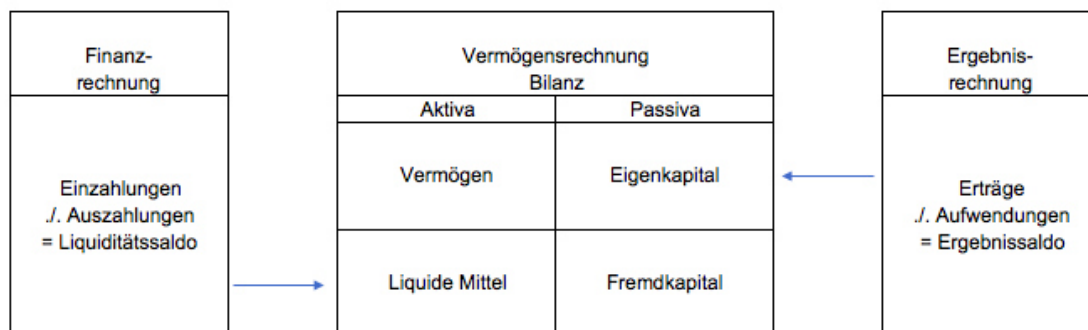 Finanz-
rechnung
Einzahlungen
./. Auszahlungen
= Liquiditätssaldo
Vermögensrechnung
Bilanz
Aktiva
Passiva
Vermögen
Eigenkapital
Liquide Mittel
Fremdkapital
Ergebnis-
rechnung
Erträge
./. Aufwendungen
= Ergebnissaldo